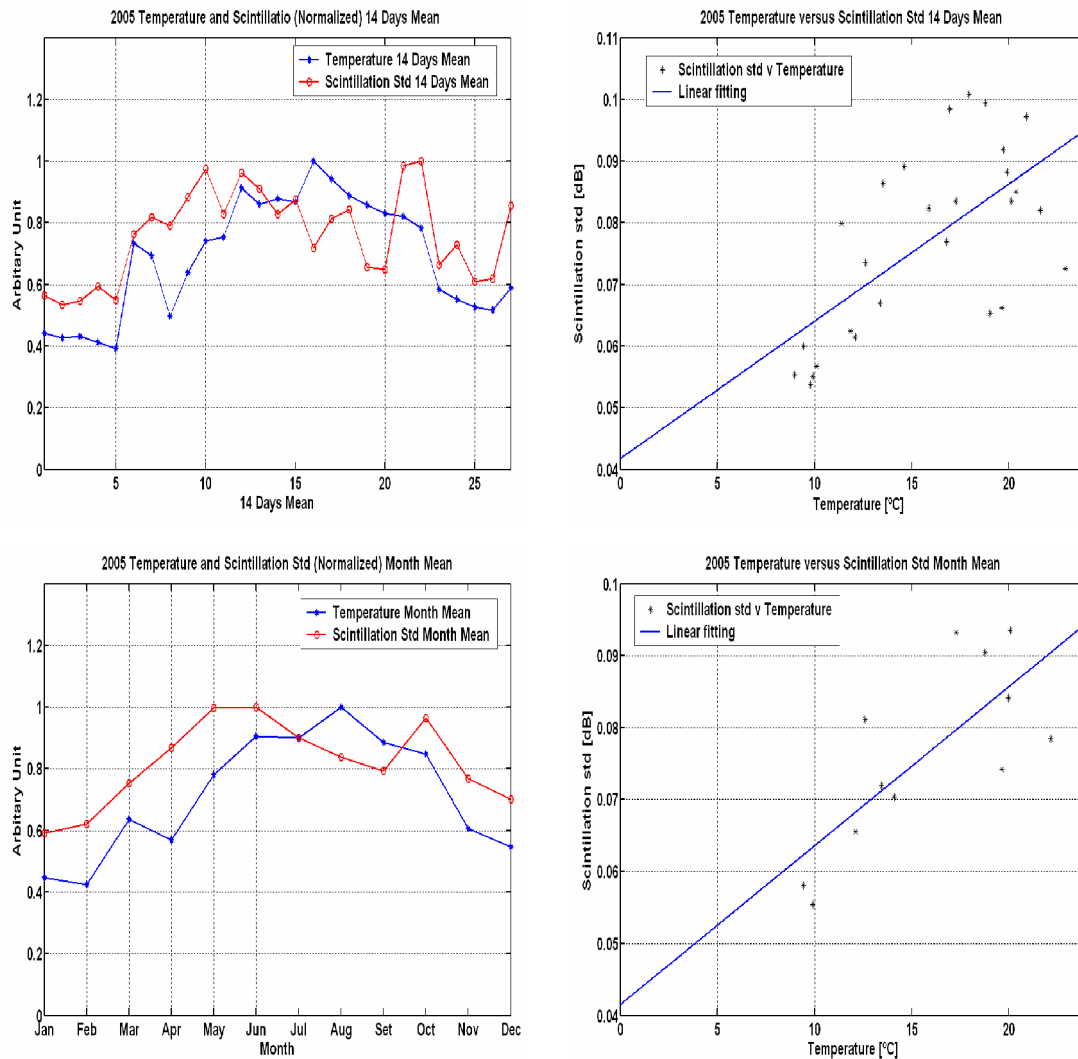 2005 Temperature and Scintillatio (Normalized) 14 Days Mean
Temperature 14 Days Mean
Scintillation Std 14 Days Mean
Arbitary Unit
1.2
1
0.8
0.6
0.4
0.2
0
5 10 15 20 25
14 Days Mean
2005 Temperature versus Scintillation Std 14 Days Mean
Scintillation std v Temperature
Linear fitting
Scintillation std [dB]
0.11
0.1
0.09
0.08
0.07
0.06
0.05
0.04
0 5 10 15 20
Temperature [ºC]
2005 Temperature and Scintillation Std (Normalized) Month Mean
Temperature Month Mean
Scintillation Std Month Mean
Arbitary Unit
1.2
1
0.8
0.6
0.4
0.2
0
Jan Feb Mar Apr May Jun Jul Aug Set Oct Nov Dec
Month
2005 Temperature versus Scintillation Std Month Mean
Scintillation std v Temperature
Linear fitting
Scintillation std [dB]
0.1
0.09
0.08
0.07
0.06
0.05
0.04
0 5 10 15 20
Temperature [ºC]